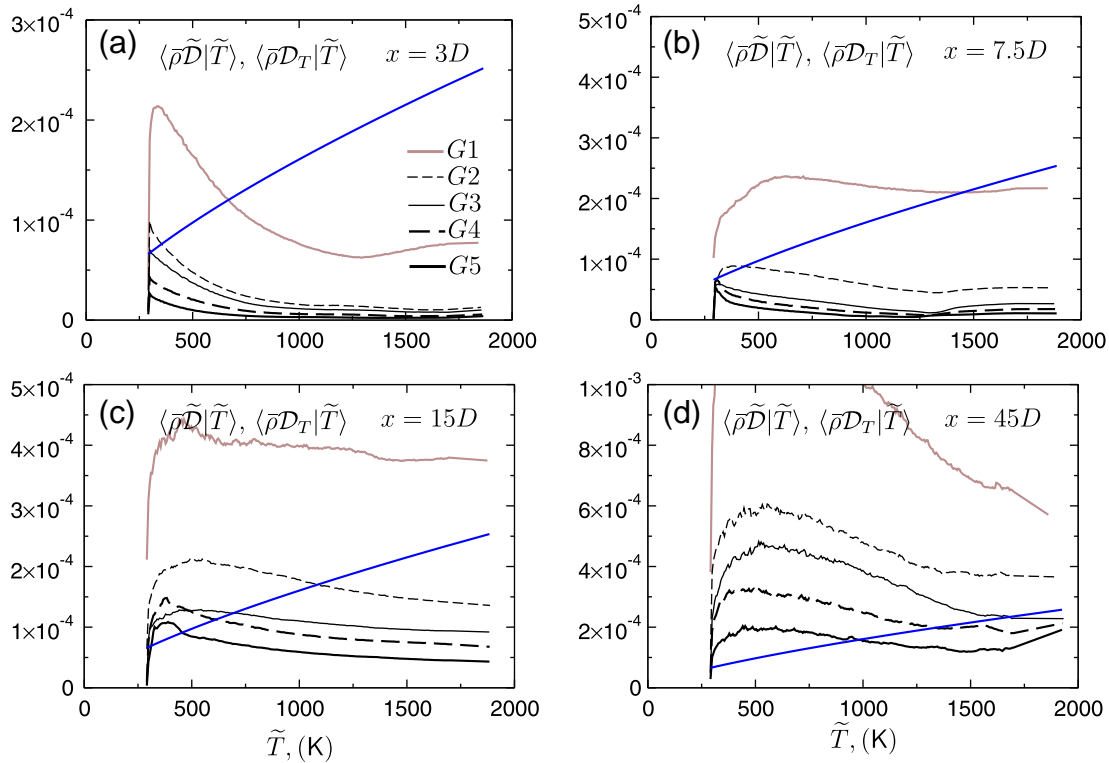 (a) ⟨ρ̄D̃|T̃⟩, ⟨ρ̄D_T|T̃⟩ x = 3D
3×10⁻⁴
2×10⁻⁴
1×10⁻⁴
0
G1
G2
G3
G4
G5
0 500 1000 1500 2000
(b) ⟨ρ̄D̃|T̃⟩, ⟨ρ̄D_T|T̃⟩ x = 7.5D
5×10⁻⁴
4×10⁻⁴
3×10⁻⁴
2×10⁻⁴
1×10⁻⁴
0
0 500 1000 1500 2000
(c) ⟨ρ̄D̃|T̃⟩, ⟨ρ̄D_T|T̃⟩ x = 15D
5×10⁻⁴
4×10⁻⁴
3×10⁻⁴
2×10⁻⁴
1×10⁻⁴
0
0 500 1000 1500 2000
T̃, (K)
(d) ⟨ρ̄D̃|T̃⟩, ⟨ρ̄D_T|T̃⟩ x = 45D
1×10⁻³
8×10⁻⁴
6×10⁻⁴
4×10⁻⁴
2×10⁻⁴
0
0 500 1000 1500 2000
T̃, (K)